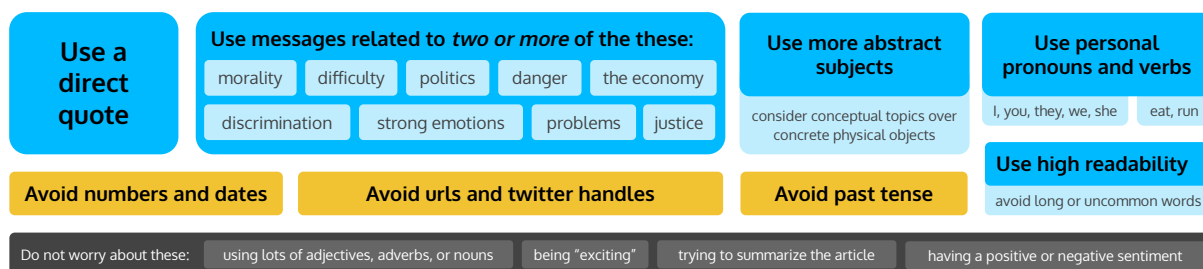 Use a
direct
quote
Use messages related to two or more of the these:
morality
difficulty
politics
danger
the economy
discrimination
strong emotions
problems
justice
Use more abstract
subjects
consider conceptual topics over
concrete physical objects
Use personal
pronouns and verbs
I, you, they, we, she
eat, run
Use high readability
avoid long or uncommon words
Avoid numbers and dates
Avoid urls and twitter handles
Avoid past tense
Do not worry about these:
using lots of adjectives, adverbs, or nouns
being “exciting”
trying to summarize the article
having a positive or negative sentiment